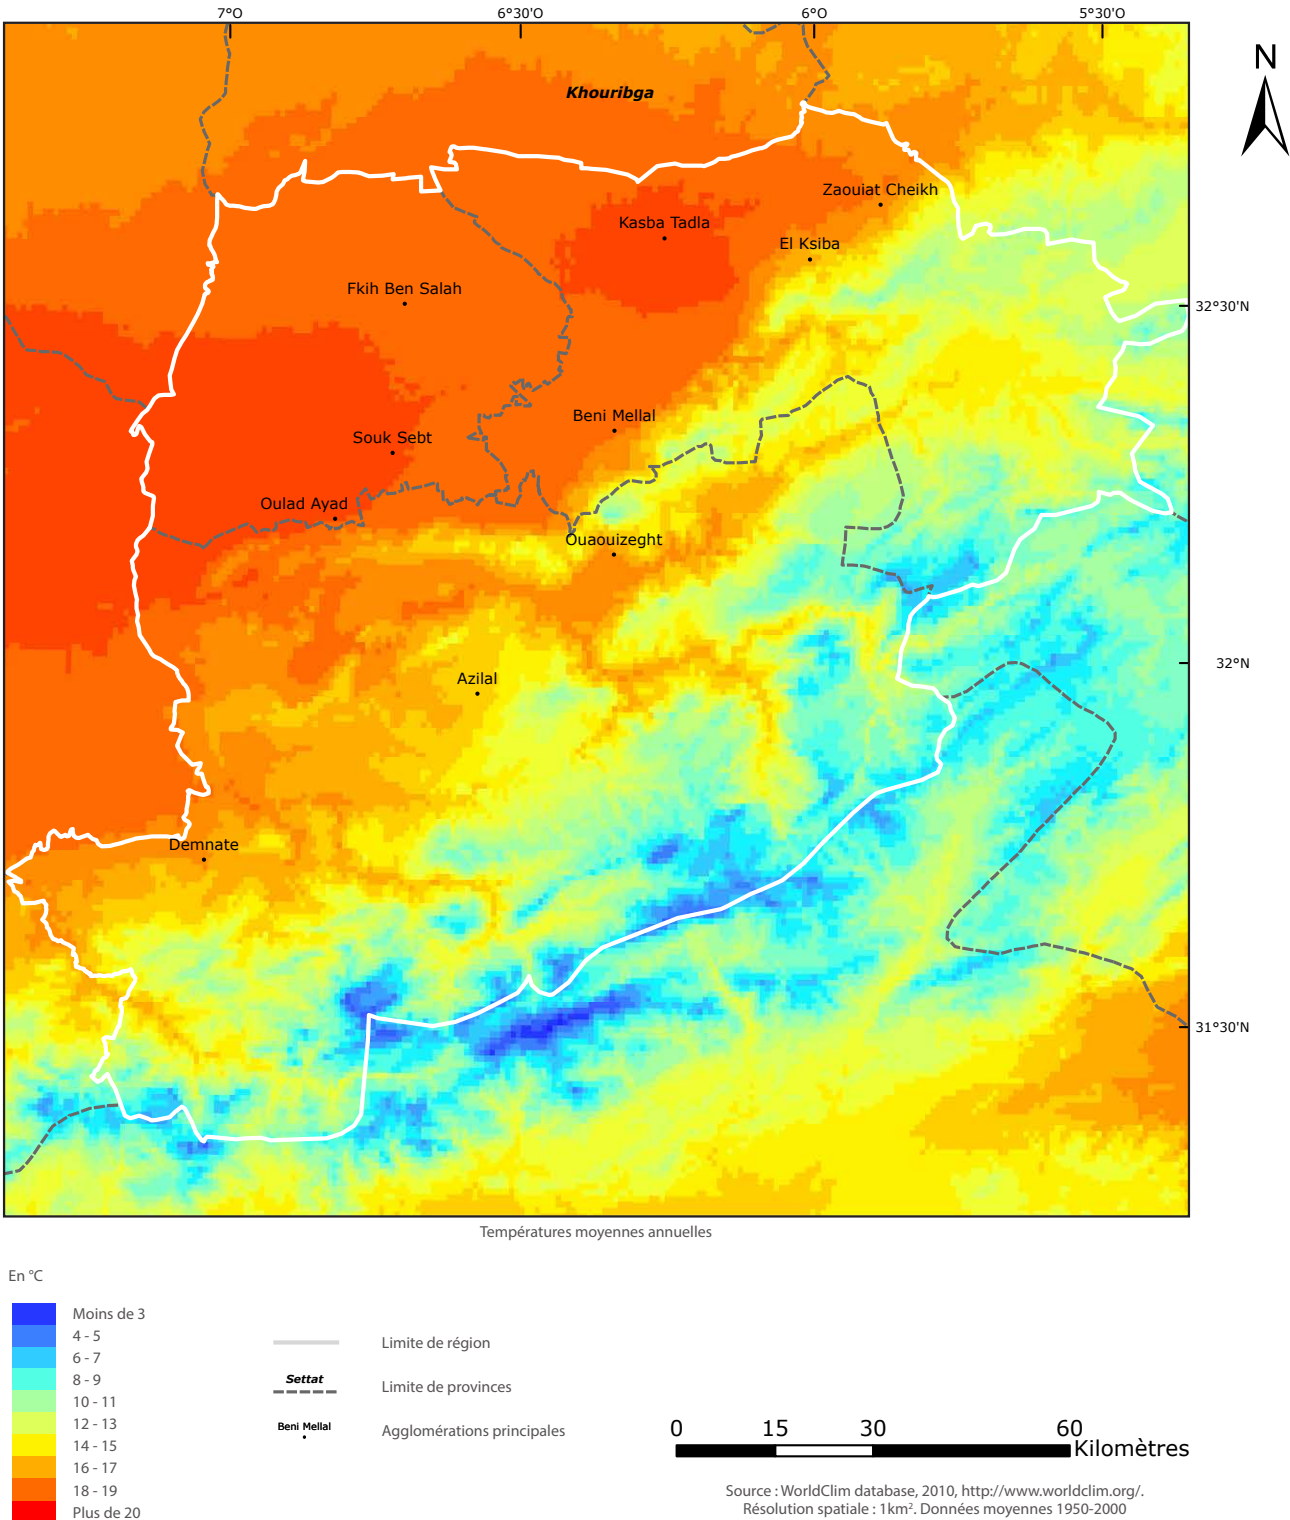 7°O 6°30'O 6°O 5°30'O
N
Khouribga
Zaouiat Cheikh
Kasba Tadla
El Ksiba
Fkih Ben Salah
32°30'N
Beni Mellal
Souk Sebt
Oulad Ayad
Ouaouizeght
32°N
Azilal
Demnate
31°30'N
Températures moyennes annuelles
En °C
Moins de 3
4 - 5
6 - 7
8 - 9
10 - 11
12 - 13
14 - 15
16 - 17
18 - 19
Plus de 20
Limite de région
Settat
Limite de provinces
Beni Mellal
Agglomérations principales
0 15 30 60
Kilomètres
Source : WorldClim database, 2010, http://www.worldclim.org/.
Résolution spatiale : 1km². Données moyennes 1950-2000